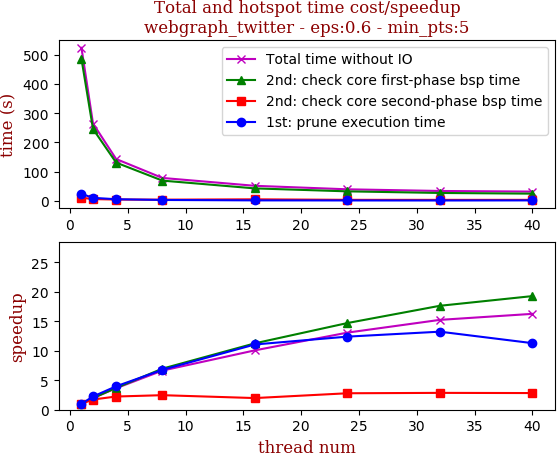 Total and hotspot time cost/speedup
webgraph_twitter - eps:0.6 - min_pts:5
time (s)
500
400
300
200
100
0
Total time without IO
2nd: check core first-phase bsp time
2nd: check core second-phase bsp time
1st: prune execution time
0 5 10 15 20 25 30 35 40
speedup
25
20
15
10
5
0
0 5 10 15 20 25 30 35 40
thread num